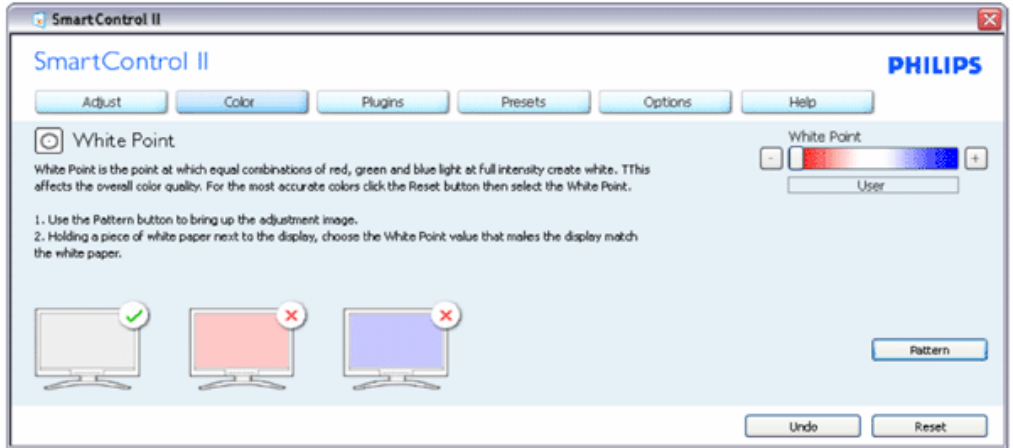 SmartControl II
SmartControl II
PHILIPS
Adjust Color Plugins Presets Options Help
White Point
White Point is the point at which equal combinations of red, green and blue light at full intensity create white. TThis
affects the overall color quality. For the most accurate colors click the Reset button then select the White Point.
1. Use the Pattern button to bring up the adjustment image.
2. Holding a piece of white paper next to the display, choose the White Point value that makes the display match
the white paper.
White Point
- +
User
Pattern
Undo Reset